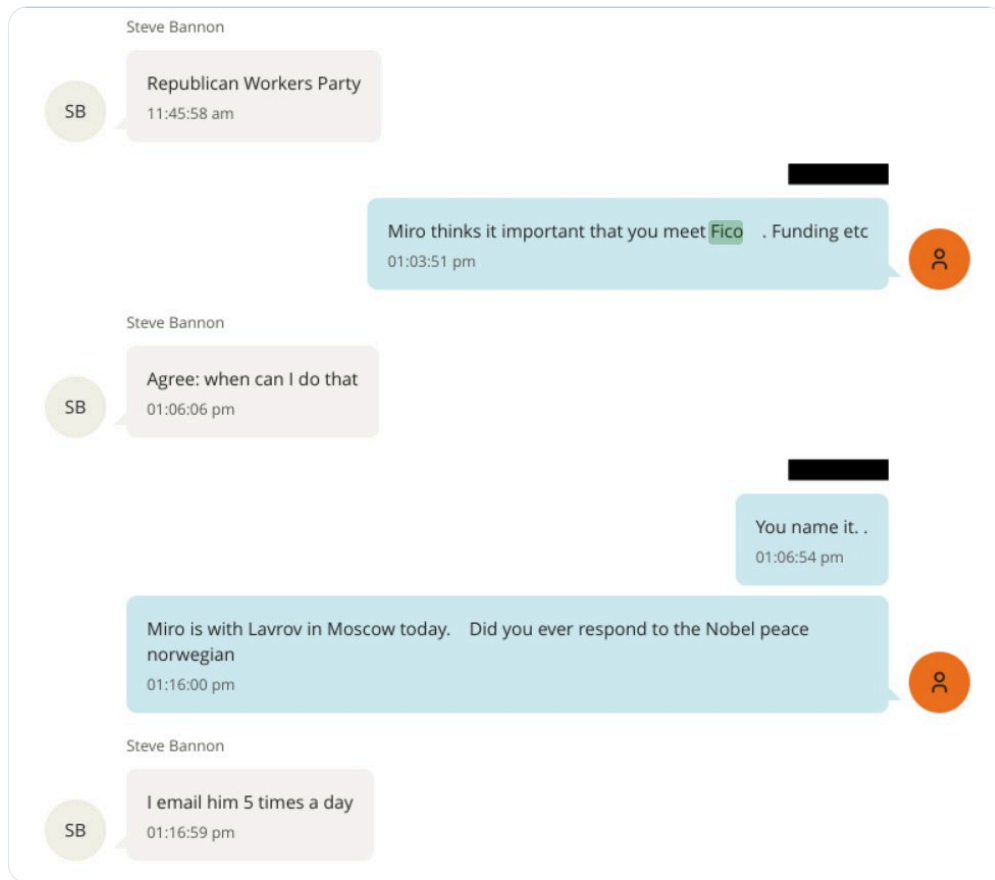 Steve Bannon
Republican Workers Party
SB
11:45:58 am
Miro thinks it important that you meet Fico . Funding etc
01:03:51 pm
Steve Bannon
Agree: when can I do that
SB
01:06:06 pm
You name it. .
01:06:54 pm
Miro is with Lavrov in Moscow today. Did you ever respond to the Nobel peace
norwegian
01:16:00 pm
Steve Bannon
I email him 5 times a day
SB
01:16:59 pm